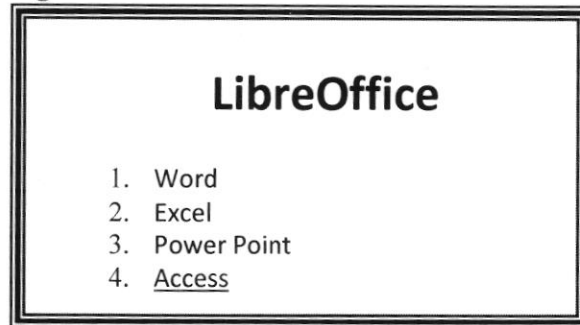 LibreOffice
1. Word
2. Excel
3. Power Point
4. Access